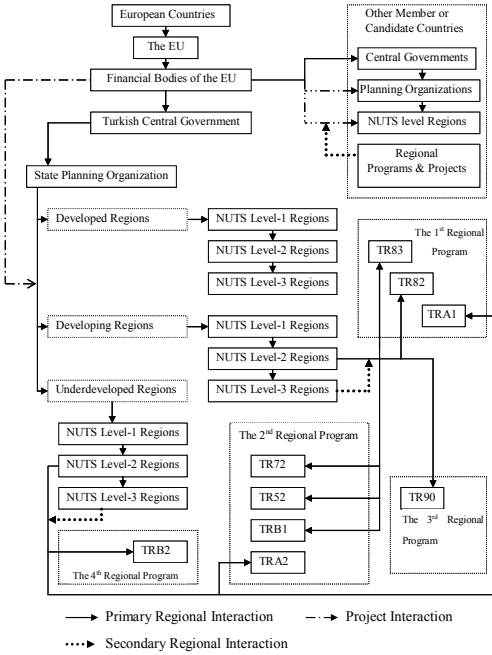 European Countries
The EU
Financial Bodies of the EU
Turkish Central Government
State Planning Organization
Other Member or
Candidate Countries
Central Governments
Planning Organizations
NUTS level Regions
Regional
Programs & Projects
Developed Regions
NUTS Level-1 Regions
NUTS Level-2 Regions
NUTS Level-3 Regions
The 1st Regional
Program
TR83
TR82
TRA1
Developing Regions
NUTS Level-1 Regions
NUTS Level-2 Regions
NUTS Level-3 Regions
Underdeveloped Regions
NUTS Level-1 Regions
NUTS Level-2 Regions
NUTS Level-3 Regions
The 2nd Regional Program
TR72
TR52
TRB1
TRA2
TR90
The 3rd Regional
Program
TRB2
The 4th Regional Program
Primary Regional Interaction
Project Interaction
Secondary Regional Interaction